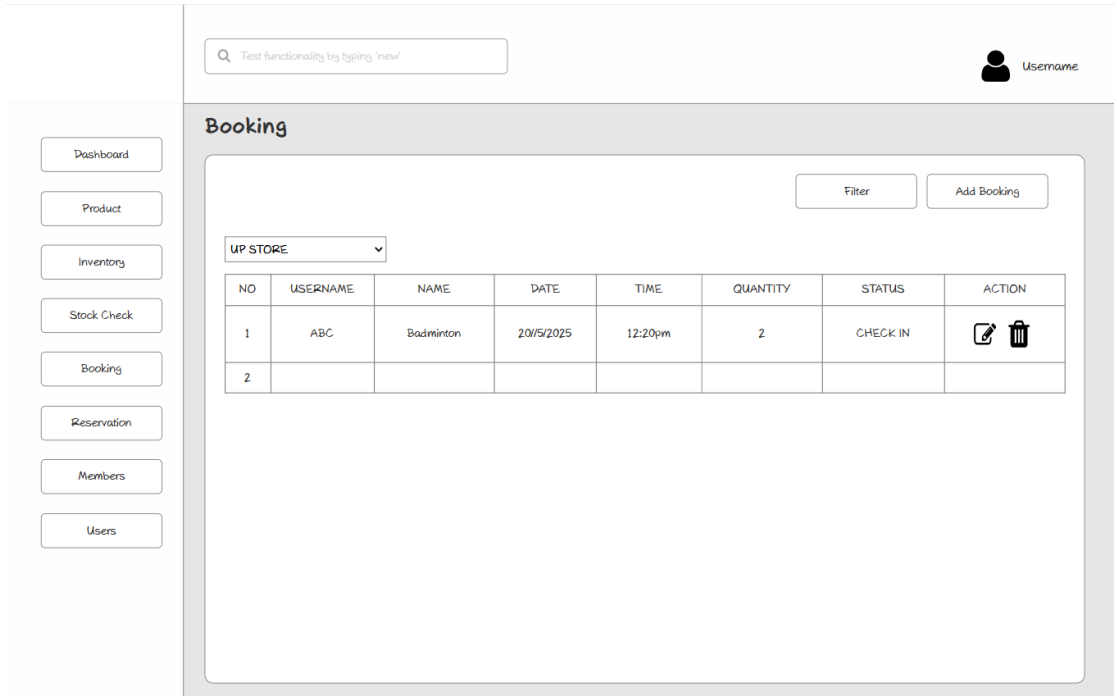 Test functionality by typing 'new'
Username
Booking
Dashboard
Product
Inventory
Stock Check
Booking
Reservation
Members
Users
Filter
Add Booking
UP STORE
NO USERNAME NAME DATE TIME QUANTITY STATUS ACTION
1 ABC Badminton 20//5/2025 12:20pm 2 CHECK IN
2